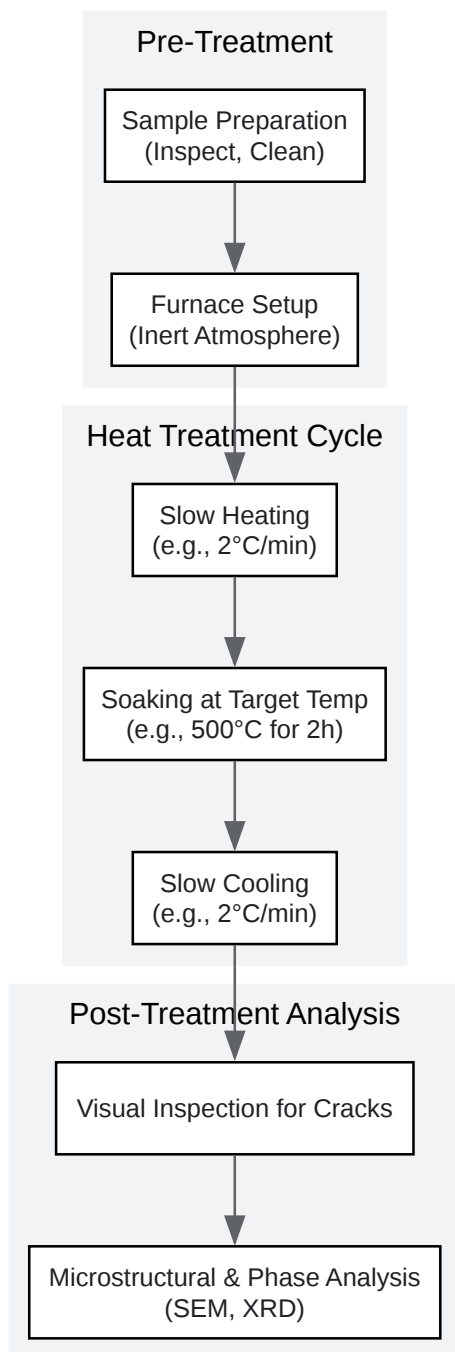 Pre-Treatment
Sample Preparation
(Inspect, Clean)
Furnace Setup
(Inert Atmosphere)
Heat Treatment Cycle
Slow Heating
(e.g., 2°C/min)
Soaking at Target Temp
(e.g., 500°C for 2h)
Slow Cooling
(e.g., 2°C/min)
Post-Treatment Analysis
Visual Inspection for Cracks
Microstructural & Phase Analysis
(SEM, XRD)